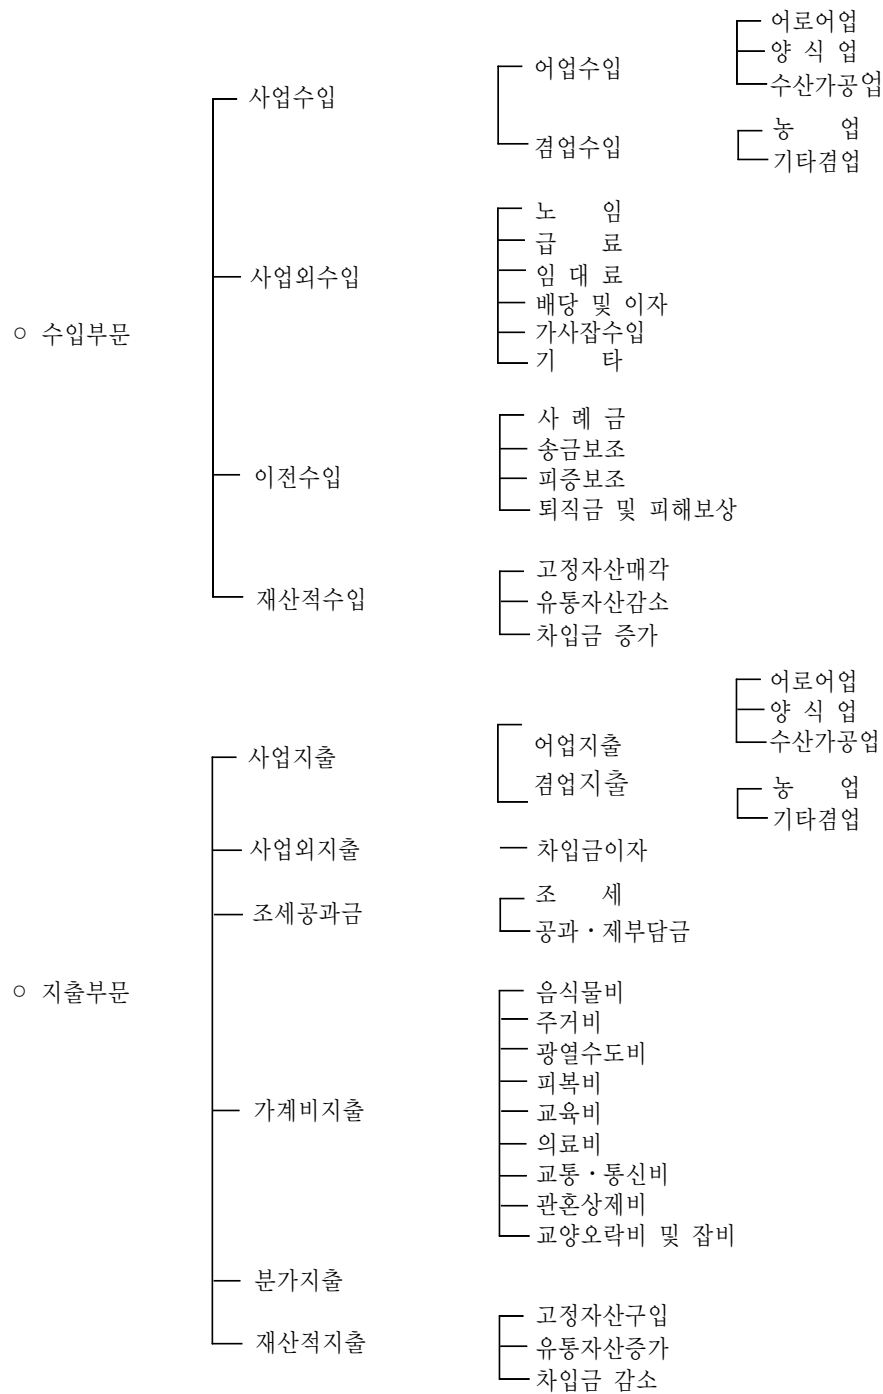 어로어업
양 식 업
수산가공업
어업수입
사업수입
농 업
겸업수입
기타겸업
노 임
급 료
사업외수입
임 대 료
배당 및 이자
가사잡수입
○ 수입부문
기 타
사 례 금
송금보조
이전수입
피증보조
퇴직금 및 피해보상
고정자산매각
재산적수입
유통자산감소
차입금 증가
어로어업
양 식 업
수산가공업
어업지출
사업지출
겸업지출
농 업
기타겸업
사업외지출
차입금이자
조 세
조세공과금
공과·제부담금
○ 지출부문
음식물비
주거비
광열수도비
피복비
가계비지출
교육비
의료비
교통·통신비
관혼상제비
교양오락비 및 잡비
분가지출
고정자산구입
재산적지출
유통자산증가
차입금 감소